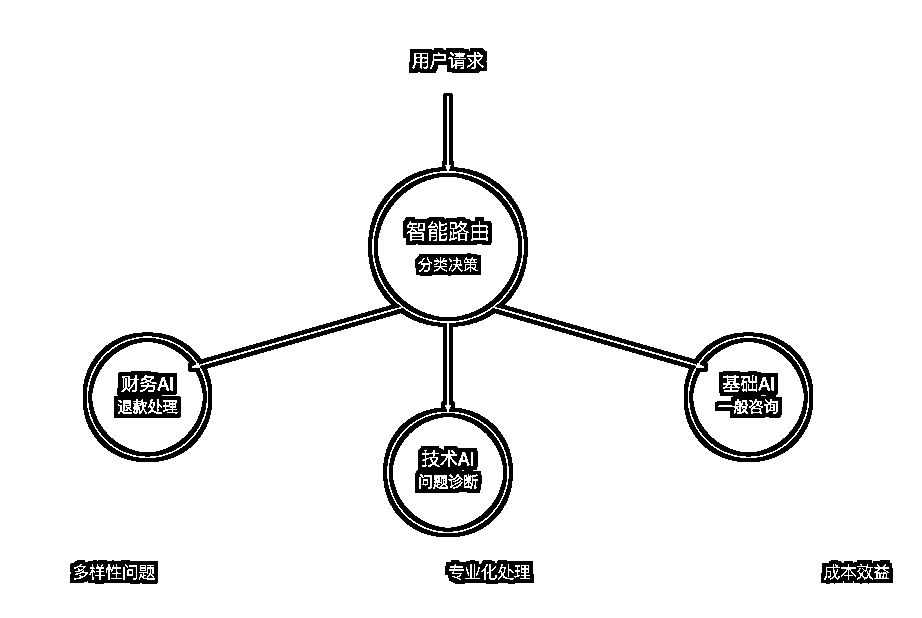 用户请求
智能路由
分类决策
财务AI
退款处理
基础AI
一般咨询
技术AI
问题诊断
多样性问题
专业化处理
成本效益